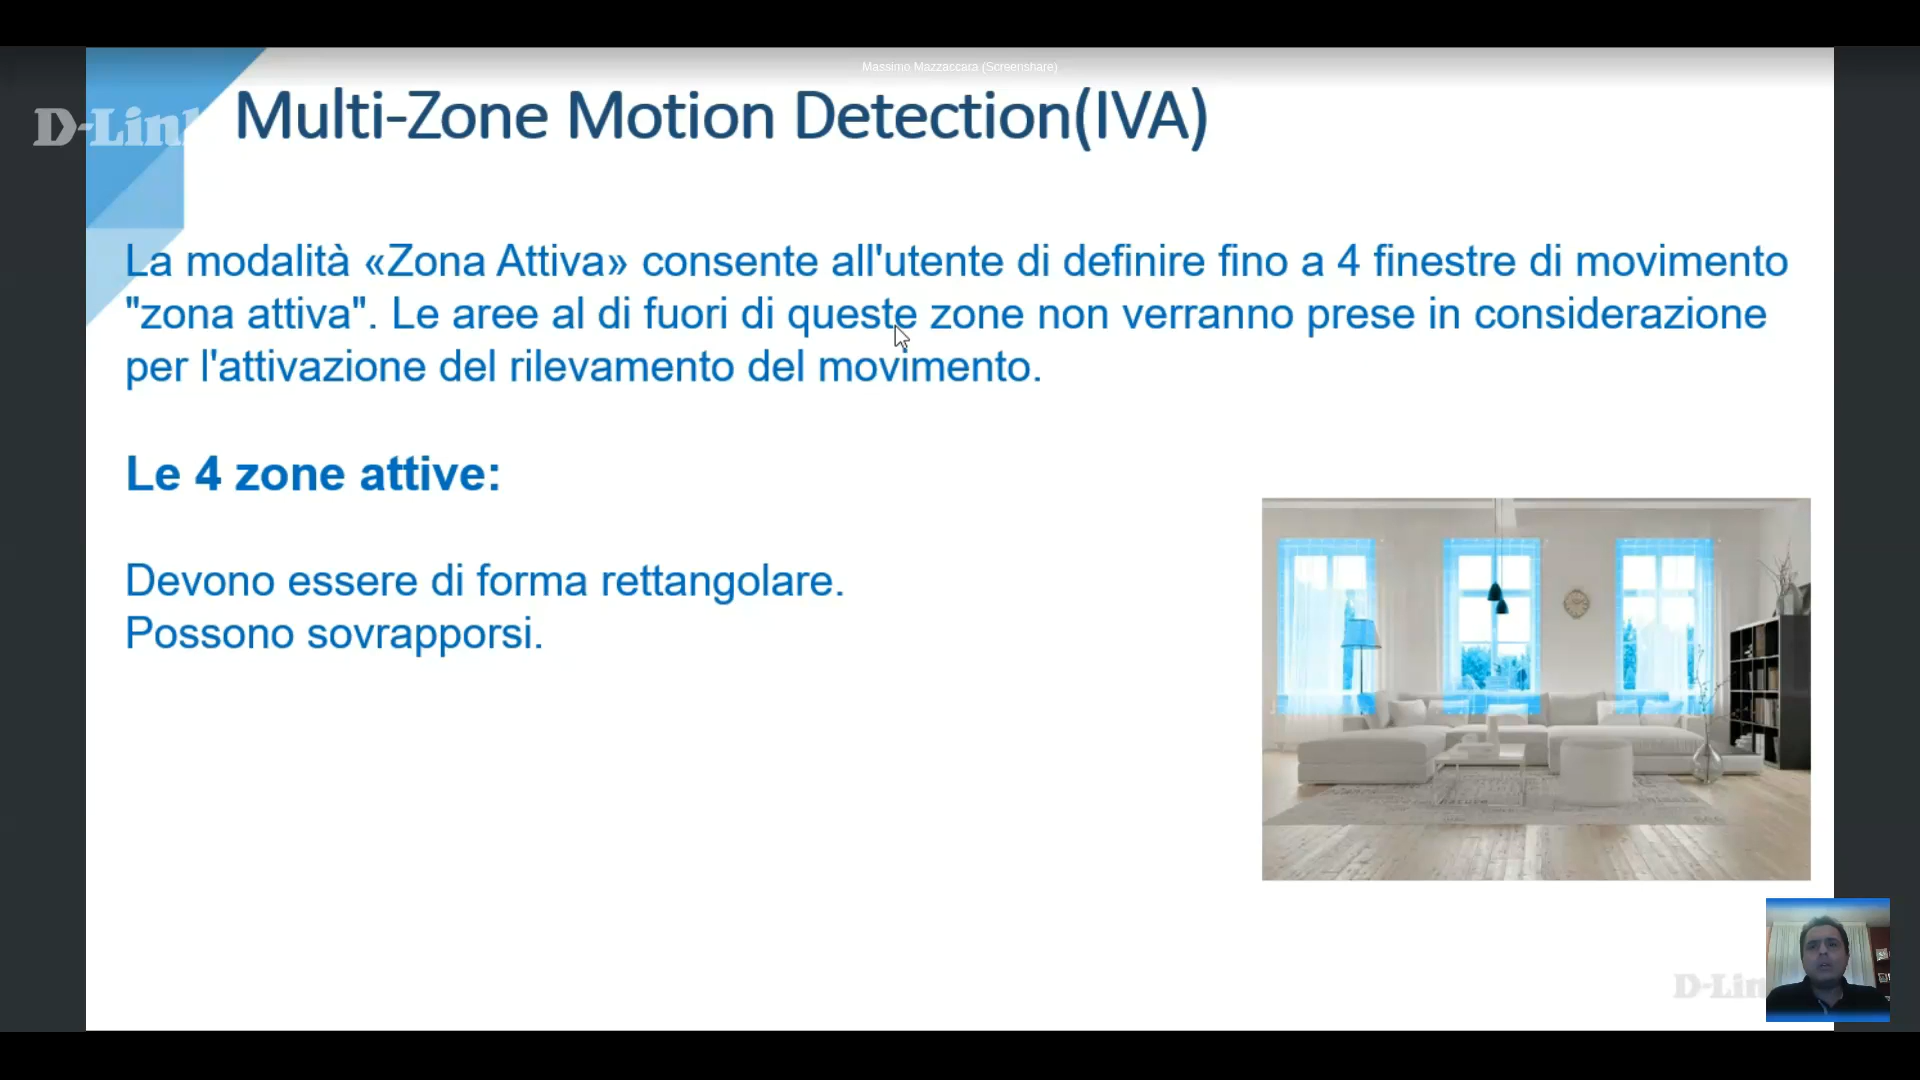 Massimo Mazzaccara (Screenshare)
D-Link
Multi-Zone Motion Detection(IVA)
La modalità «Zona Attiva» consente all'utente di definire fino a 4 finestre di movimento
"zona attiva". Le aree al di fuori di queste zone non verranno prese in considerazione
per l'attivazione del rilevamento del movimento.
Le 4 zone attive:
Devono essere di forma rettangolare.
Possono sovrapporsi.
D-Lin